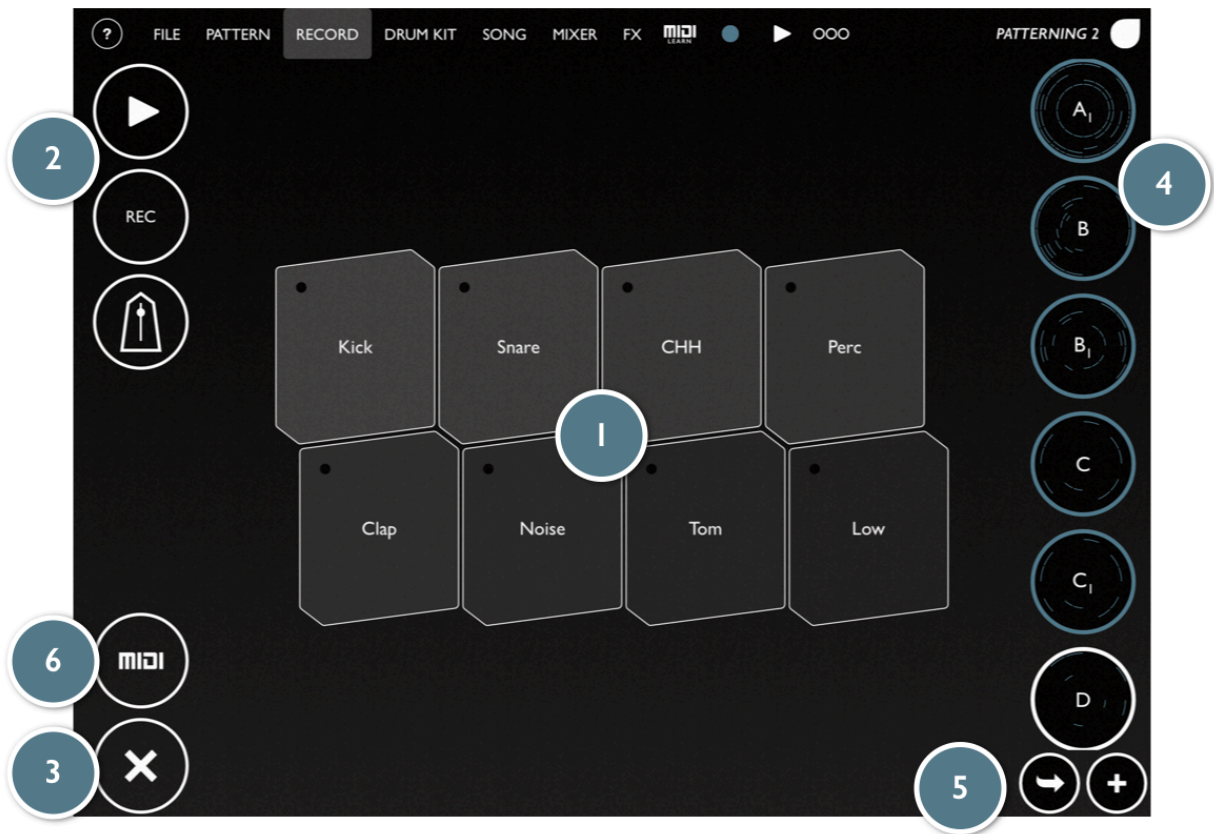 ? FILE PATTERN RECORD DRUM KIT SONG MIXER FX MIDI LEARN PATTERNING 2
A1
2
4
REC
B
Kick Snare CHH Perc
B1
1
C
Clap Noise Tom Low
C1
6 MIDI
D
3
5